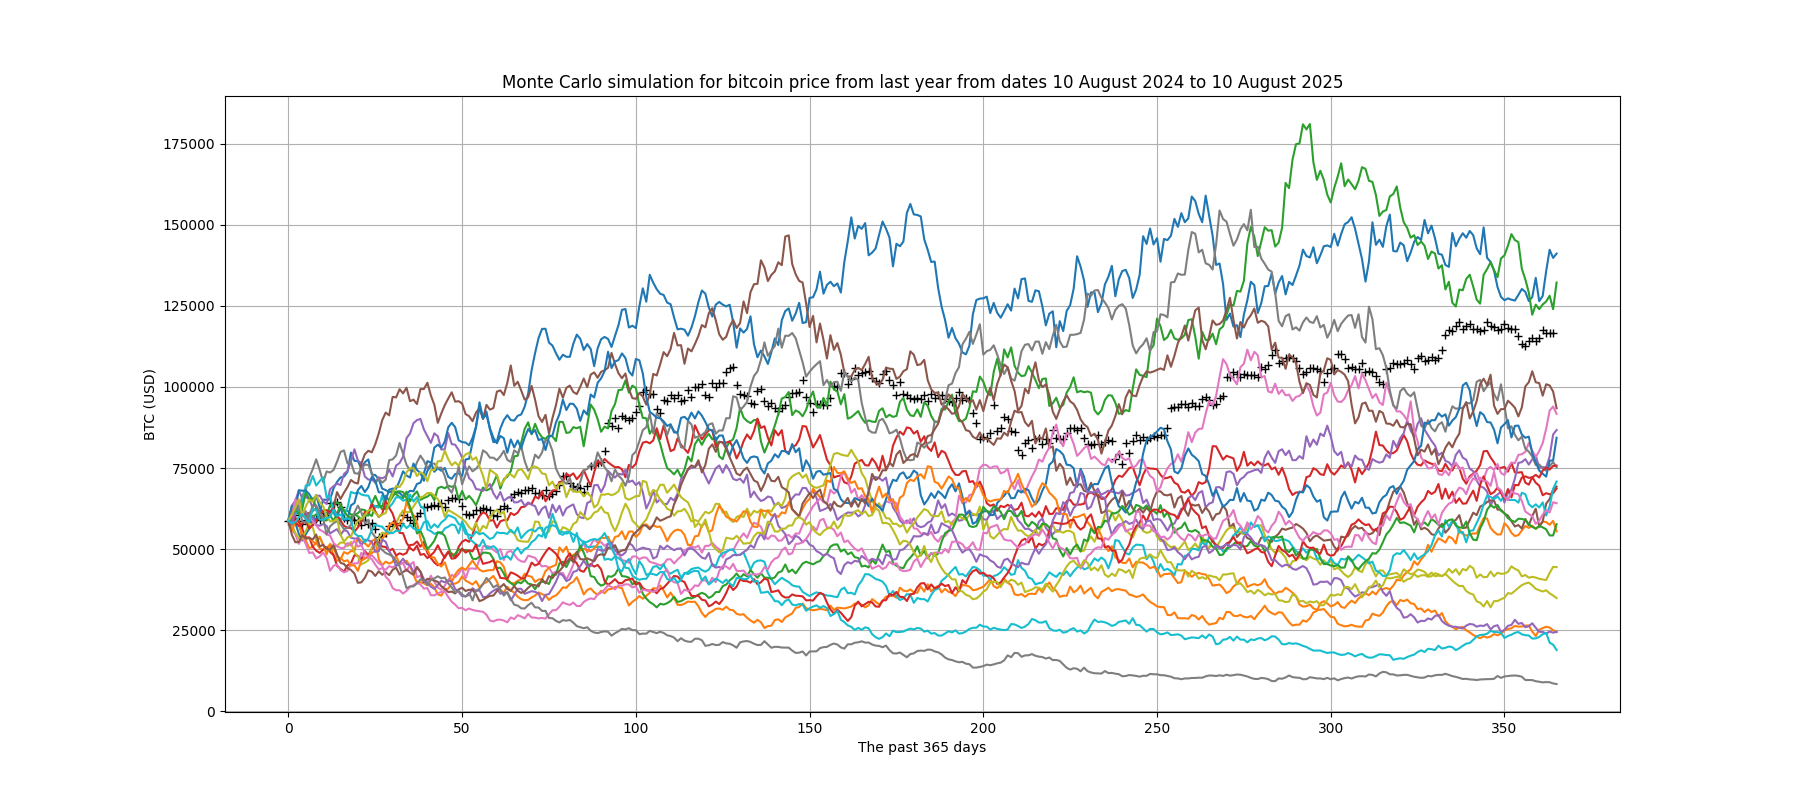 Monte Carlo simulation for bitcoin price from last year from dates 10 August 2024 to 10 August 2025
175000
150000
125000
100000
75000
50000
25000
0
BTC (USD)
0 50 100 150 200 250 300 350
The past 365 days